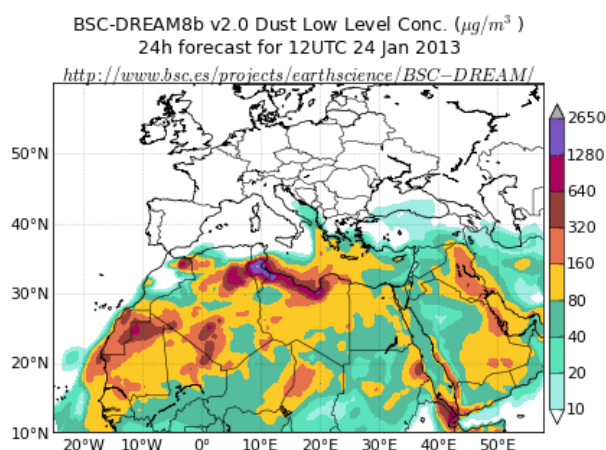 BSC-DREAM8b v2.0 Dust Low Level Conc. (μg/m³ )
24h forecast for 12UTC 24 Jan 2013
http://www.bsc.es/projects/earthscience/BSC−DREAM/
2650
1280
640
320
160
80
40
20
10
50°N
40°N
30°N
20°N
10°N
20°W 10°W 0° 10°E 20°E 30°E 40°E 50°E